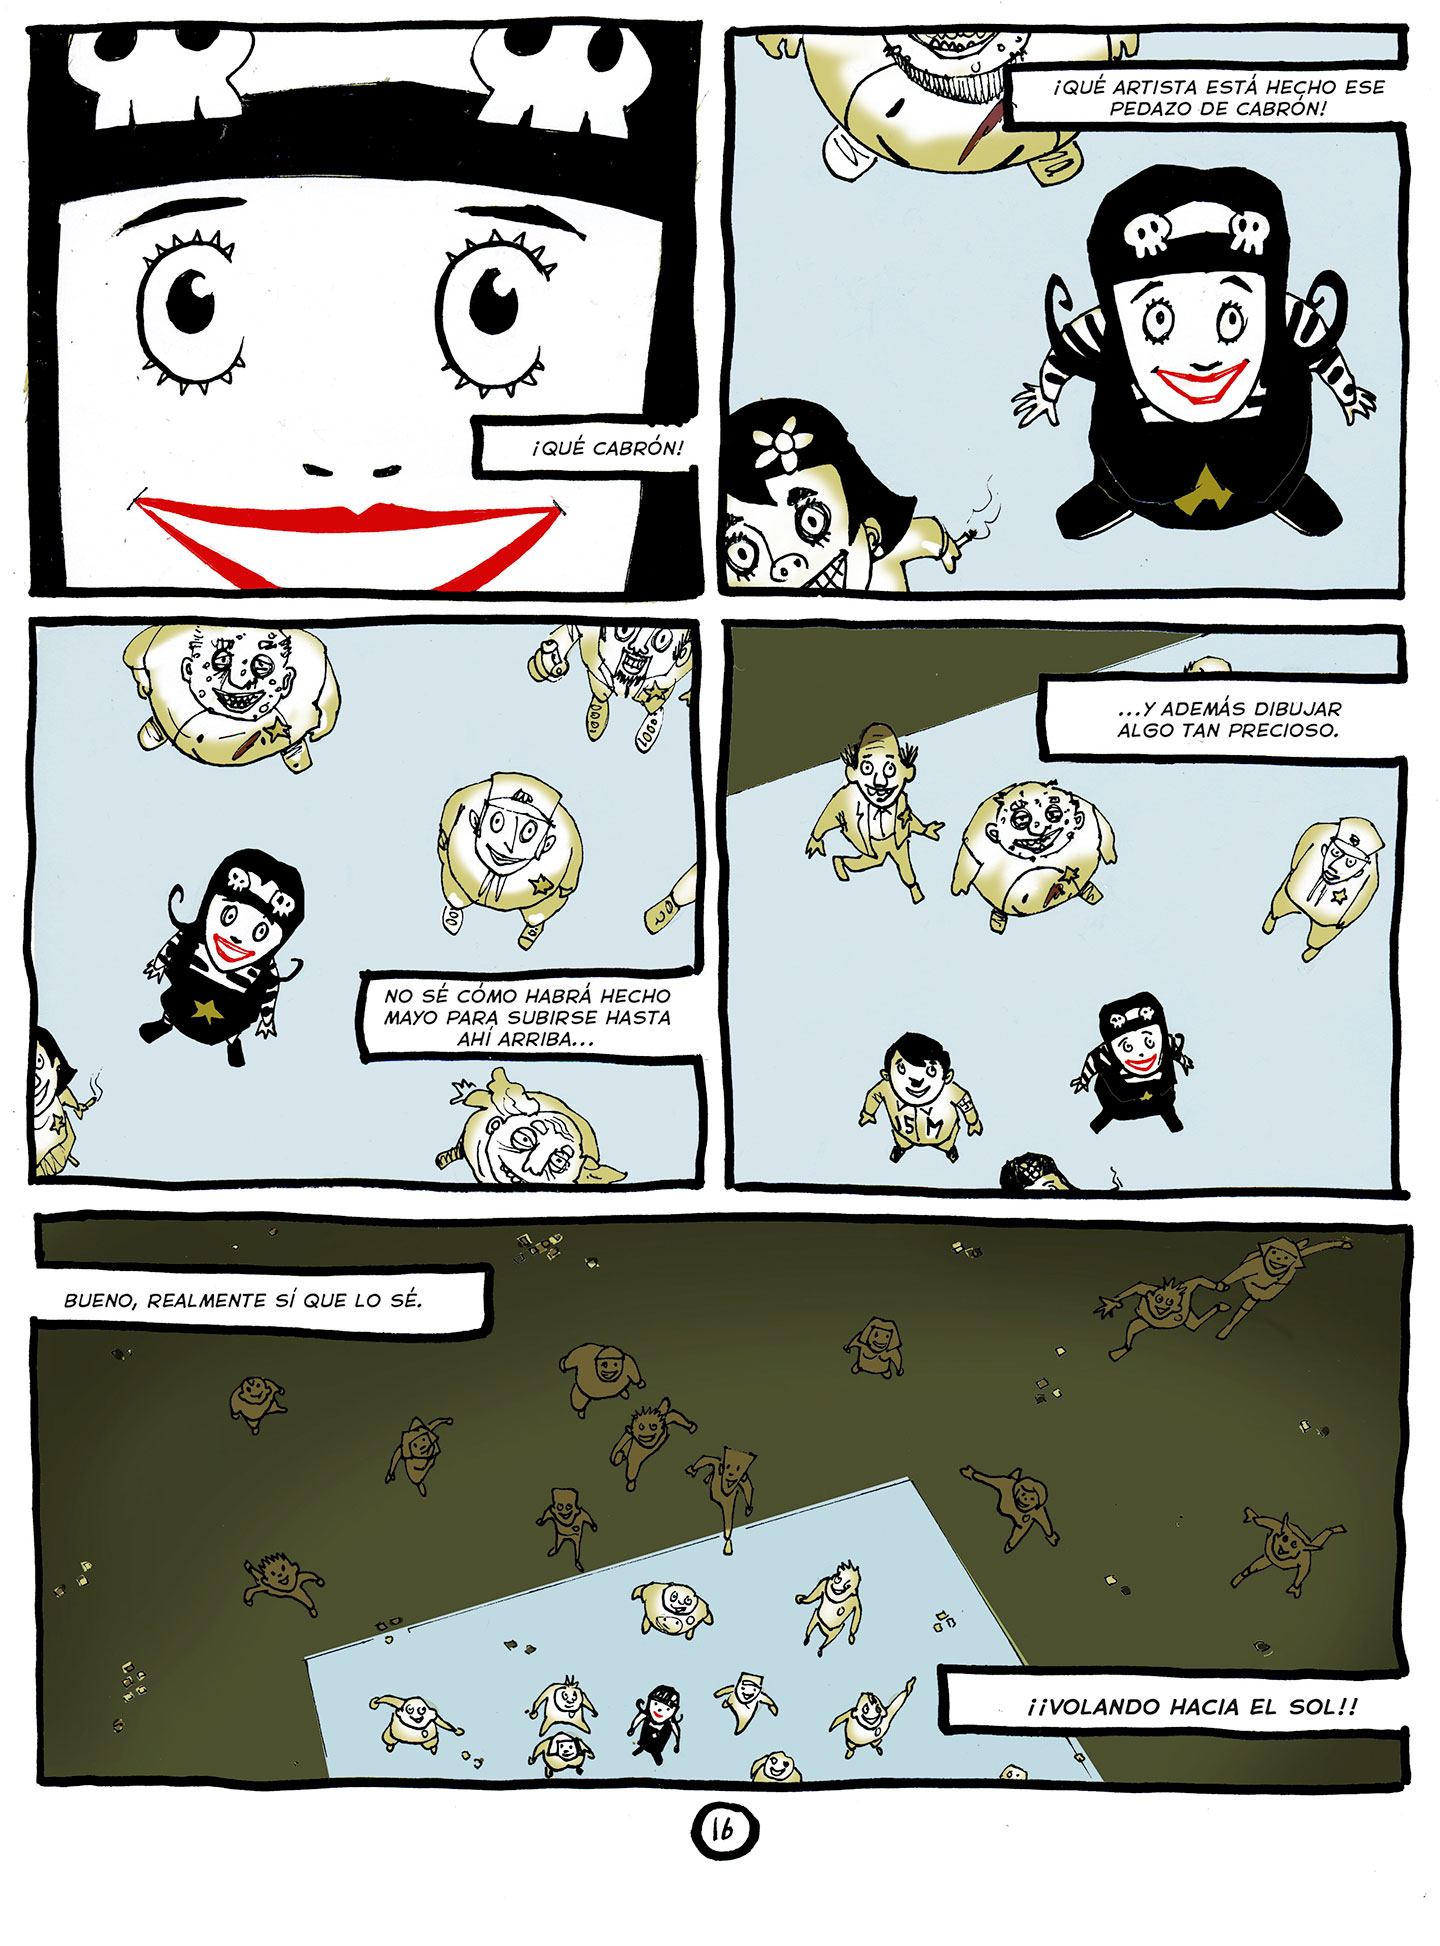 ¡QUÉ CABRÓN!
¡QUÉ ARTISTA ESTÁ HECHO ESE
PEDAZO DE CABRÓN!
NO SÉ CÓMO HABRÁ HECHO
MAYO PARA SUBIRSE HASTA
AHÍ ARRIBA...
...Y ADEMÁS DIBUJAR
ALGO TAN PRECIOSO.
15 M
BUENO, REALMENTE SÍ QUE LO SÉ.
¡¡VOLANDO HACIA EL SOL!!
16